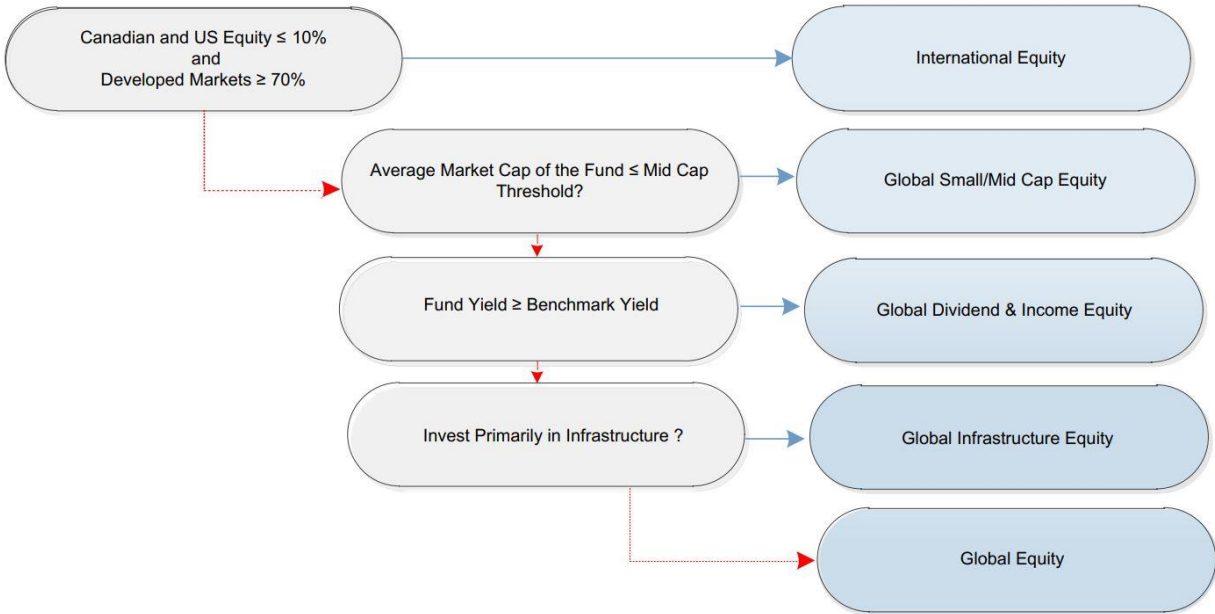 Canadian and US Equity ≤ 10%
and
Developed Markets ≥ 70%
International Equity
Average Market Cap of the Fund ≤ Mid Cap
Threshold?
Global Small/Mid Cap Equity
Fund Yield ≥ Benchmark Yield
Global Dividend & Income Equity
Invest Primarily in Infrastructure ?
Global Infrastructure Equity
Global Equity